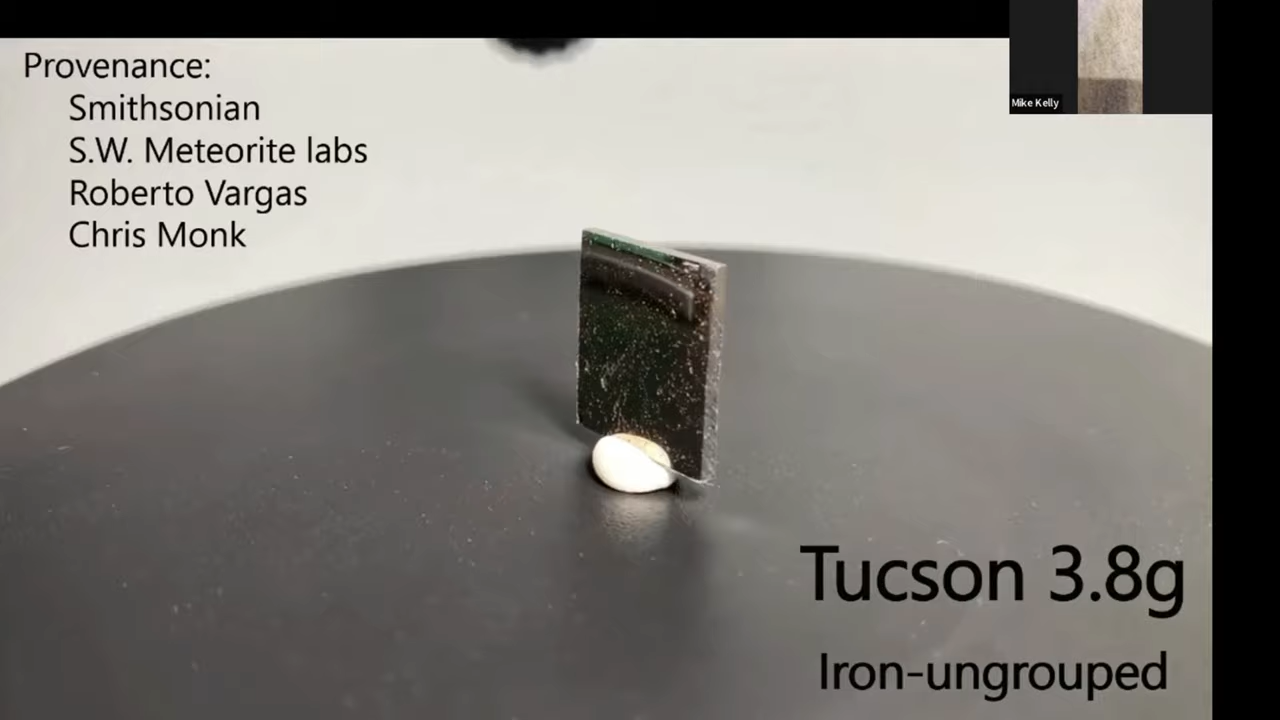 Provenance:
Smithsonian
S.W. Meteorite labs
Roberto Vargas
Chris Monk
Mike Kelly
Tucson 3.8g
Iron-ungrouped